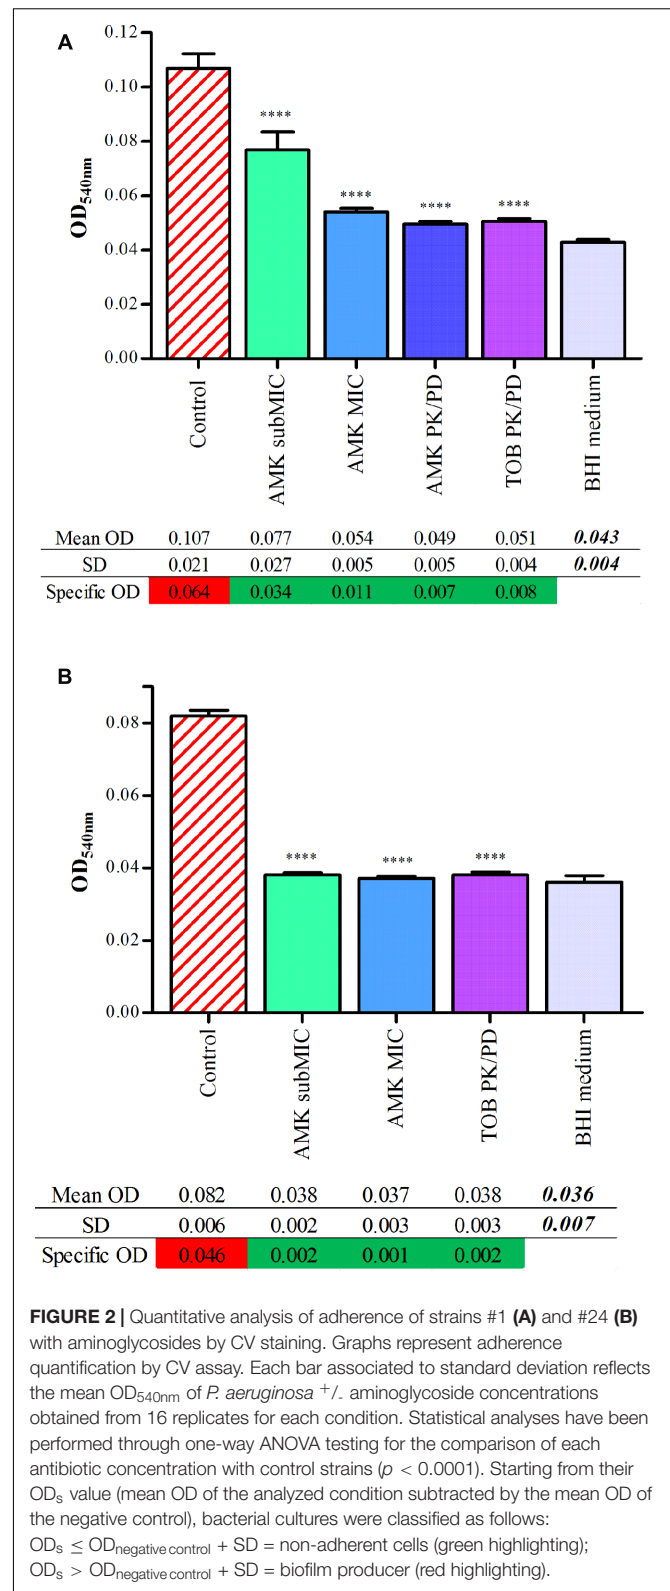 A
0.12
0.10
0.08
0.06
0.04
0.02
0.00
OD540nm
****
****
****
****
Control
AMK subMIC
AMK MIC
AMK PK/PD
TOB PK/PD
BHI medium
Mean OD 0.107 0.077 0.054 0.049 0.051 0.043
SD 0.021 0.027 0.005 0.005 0.004 0.004
Specific OD 0.064 0.034 0.011 0.007 0.008
B
0.08
0.06
0.04
0.02
0.00
OD540nm
****
****
****
Control
AMK subMIC
AMK MIC
TOB PK/PD
BHI medium
Mean OD 0.082 0.038 0.037 0.038 0.036
SD 0.006 0.002 0.003 0.003 0.007
Specific OD 0.046 0.002 0.001 0.002
FIGURE 2 | Quantitative analysis of adherence of strains #1 (A) and #24 (B)
with aminoglycosides by CV staining. Graphs represent adherence
quantification by CV assay. Each bar associated to standard deviation reflects
the mean OD540nm of P. aeruginosa +/- aminoglycoside concentrations
obtained from 16 replicates for each condition. Statistical analyses have been
performed through one-way ANOVA testing for the comparison of each
antibiotic concentration with control strains (p < 0.0001). Starting from their
ODs value (mean OD of the analyzed condition subtracted by the mean OD of
the negative control), bacterial cultures were classified as follows:
ODs ≤ ODnegative control + SD = non-adherent cells (green highlighting);
ODs > ODnegative control + SD = biofilm producer (red highlighting).